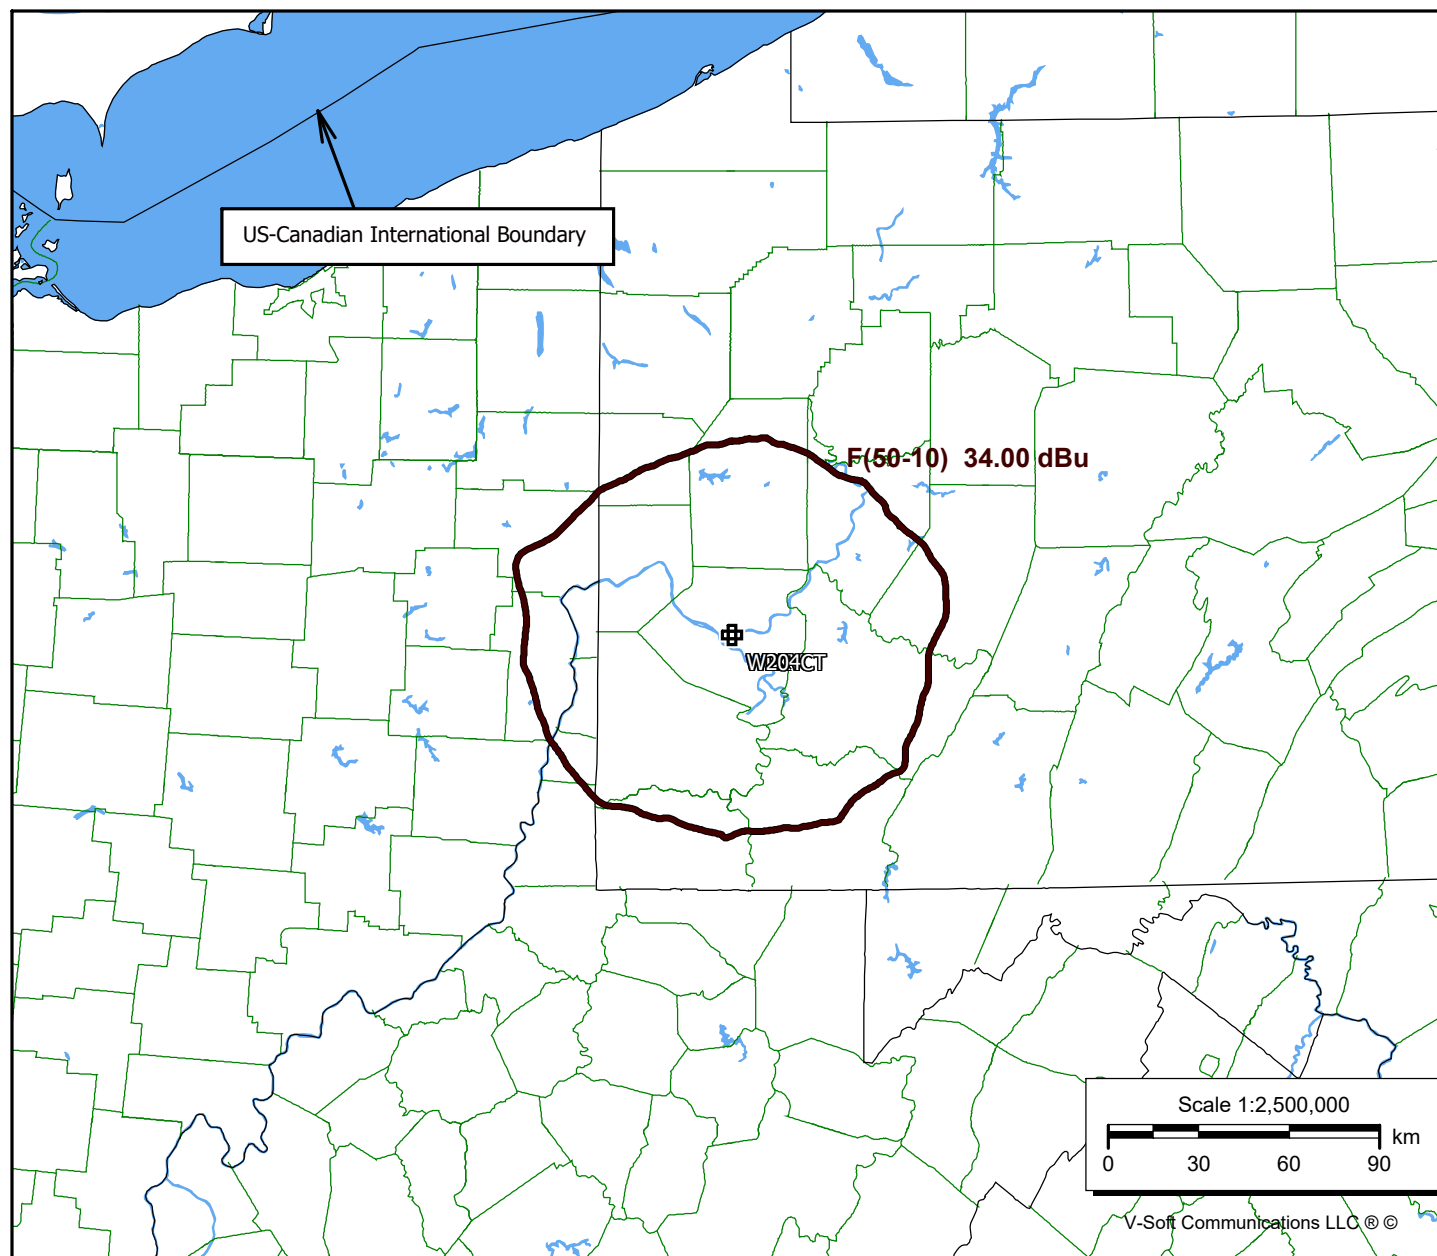 US-Canadian International Boundary
F(50-10) 34.00 dBu
Scale 1:2,500,000
km
0 30 60 90
V-Soft Communications LLC ® ©